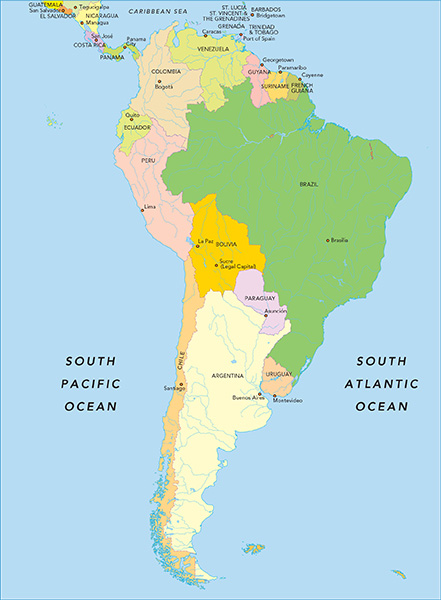 CARIBBEAN SEA
GUATEMALA
Tegucigalpa
San Salvador
NICARAGUA
EL SALVADOR
Managua
San José
COSTA RICA
Panama
City
PANAMA
ST. LUCIA
ST. VINCENT &
THE GRENADINES
GRENADA
BARBADOS
Bridgetown
TRINIDAD
& TOBAGO
Port of Spain
Caracas
VENEZUELA
Georgetown
Paramaribo
Cayenne
GUYANA
SURINAME
FRENCH
GUIANA
COLOMBIA
Bogotá
Quito
ECUADOR
PERU
Lima
BRAZIL
Brasília
La Paz
BOLIVIA
Sucre
(Legal Capital)
PARAGUAY
Asunción
CHILE
Santiago
ARGENTINA
Buenos Aires
URUGUAY
Montevideo
SOUTH
PACIFIC
OCEAN
SOUTH
ATLANTIC
OCEAN